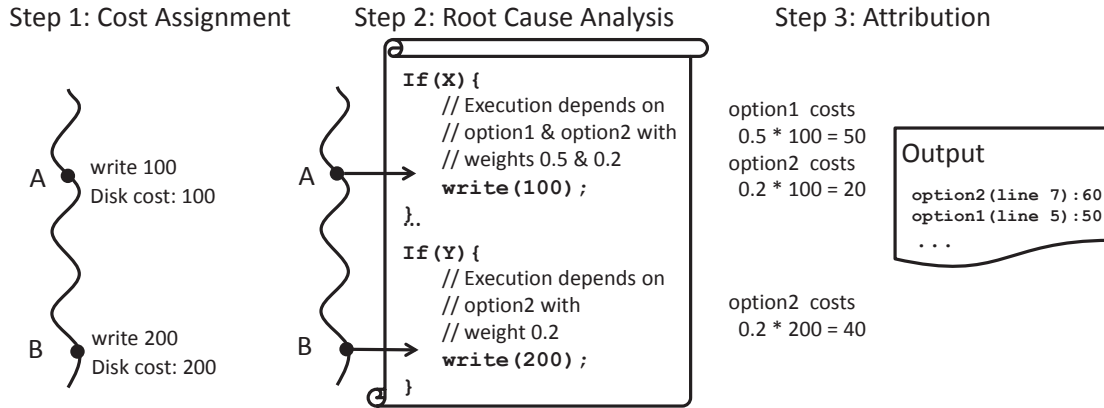 Step 1: Cost Assignment
Step 2: Root Cause Analysis
Step 3: Attribution
A
write 100
Disk cost: 100
B
write 200
Disk cost: 200
A
B
If(X){
// Execution depends on
// option1 & option2 with
// weights 0.5 & 0.2
write(100);
}
...
If(Y){
// Execution depends on
// option2 with
// weight 0.2
write(200);
}
option1 costs
0.5 * 100 = 50
option2 costs
0.2 * 100 = 20
option2 costs
0.2 * 200 = 40
Output
option2(line 7):60
option1(line 5):50
...